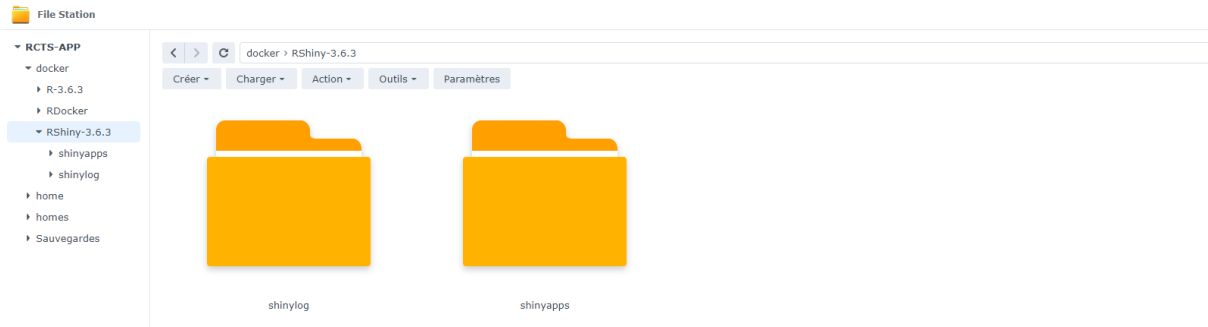 File Station
RCTS-APP
docker
R-3.6.3
RDocker
RShiny-3.6.3
shinyapps
shinylog
home
homes
Sauvegardes
docker › RShiny-3.6.3
Créer Charger Action Outils Paramètres
shinylog shinyapps